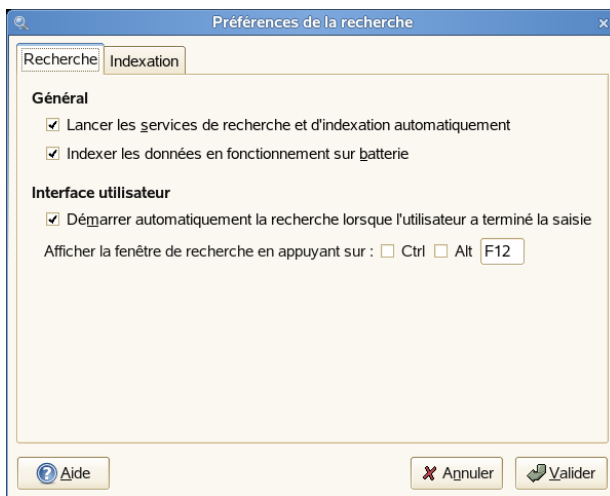 Préférences de la recherche
Recherche Indexation
Général
Lancer les services de recherche et d'indexation automatiquement
Indexer les données en fonctionnement sur batterie
Interface utilisateur
Démarrer automatiquement la recherche lorsque l'utilisateur a terminé la saisie
Afficher la fenêtre de recherche en appuyant sur : Ctrl Alt F12
Aide Annuler Valider